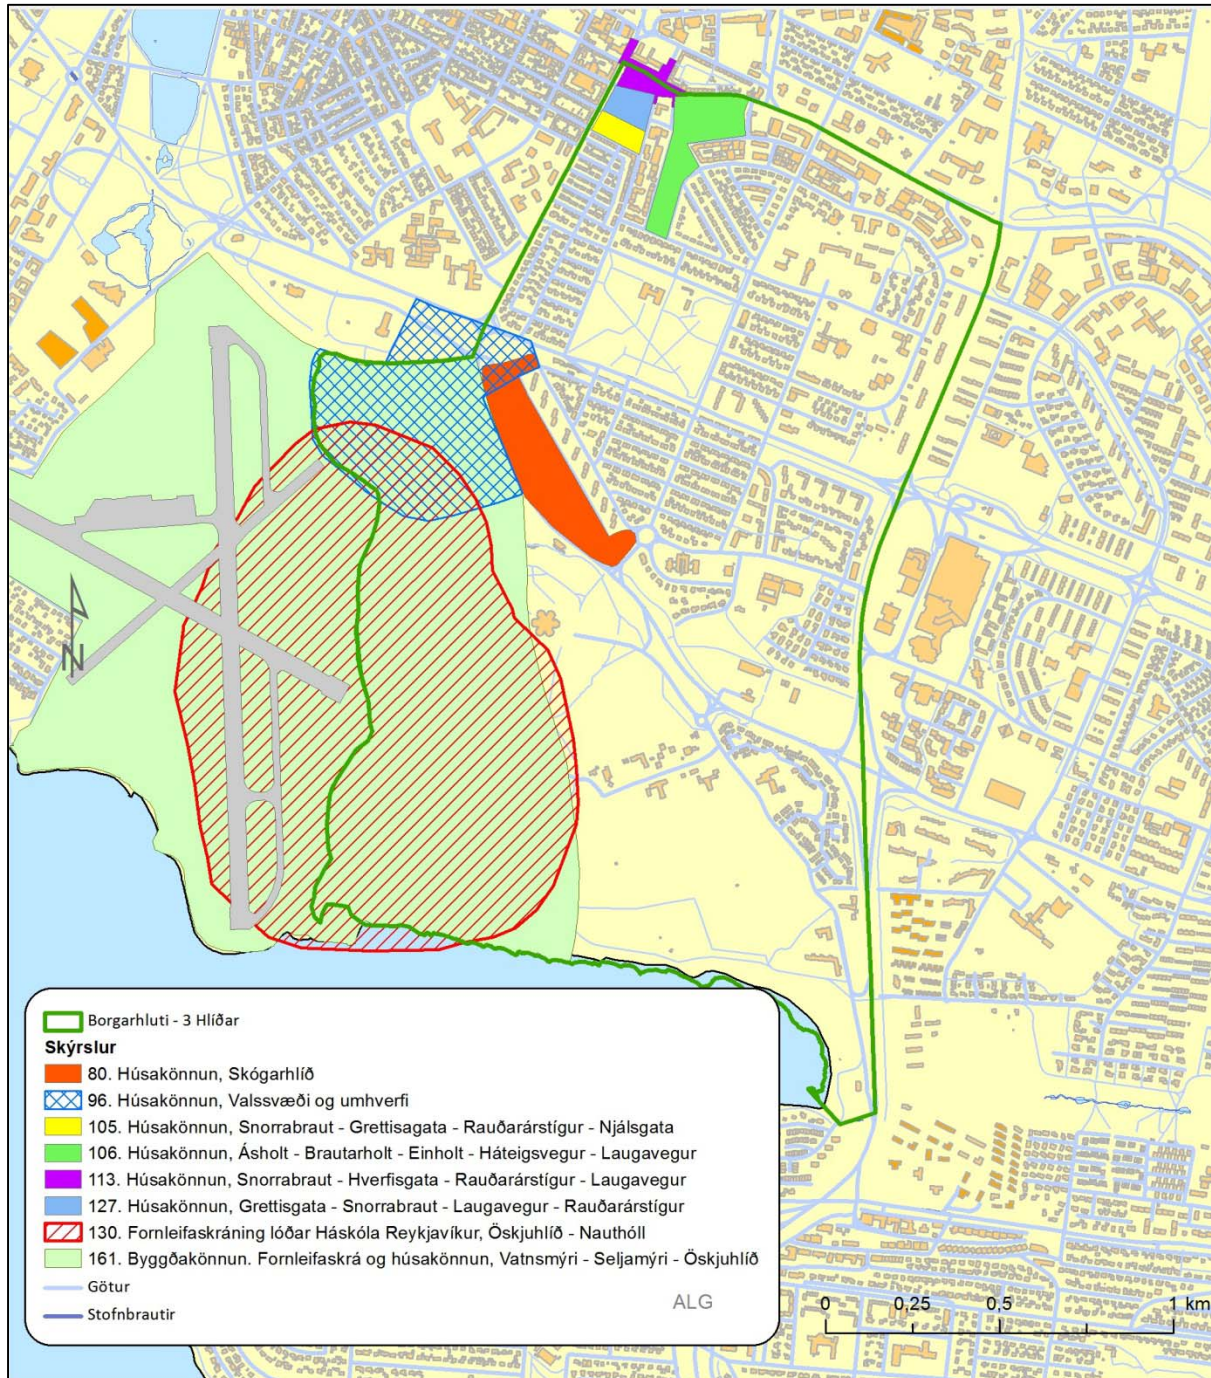 N
Borgarhluti - 3 Hlíðar
Skýrslur
80. Húsakönnun, Skógarhlíð
96. Húsakönnun, Valssvæði og umhverfi
105. Húsakönnun, Snorrabraut - Grettisagata - Rauðarárstígur - Njálsgata
106. Húsakönnun, Ásholt - Brautarholt - Einholt - Háteigsvegur - Laugavegur
113. Húsakönnun, Snorrabraut - Hverfisgata - Rauðarárstígur - Laugavegur
127. Húsakönnun, Grettisgata - Snorrabraut - Laugavegur - Rauðarárstígur
130. Fornleifaskráning lóðar Háskóla Reykjavíkur, Öskjuhlíð - Nauthóll
161. Byggðakönnun. Fornleifaskrá og húsakönnun, Vatnsmýri - Seljamýri - Öskjuhlíð
Götur
Stofnbrautir
ALG
0 0,25 0,5 1 km